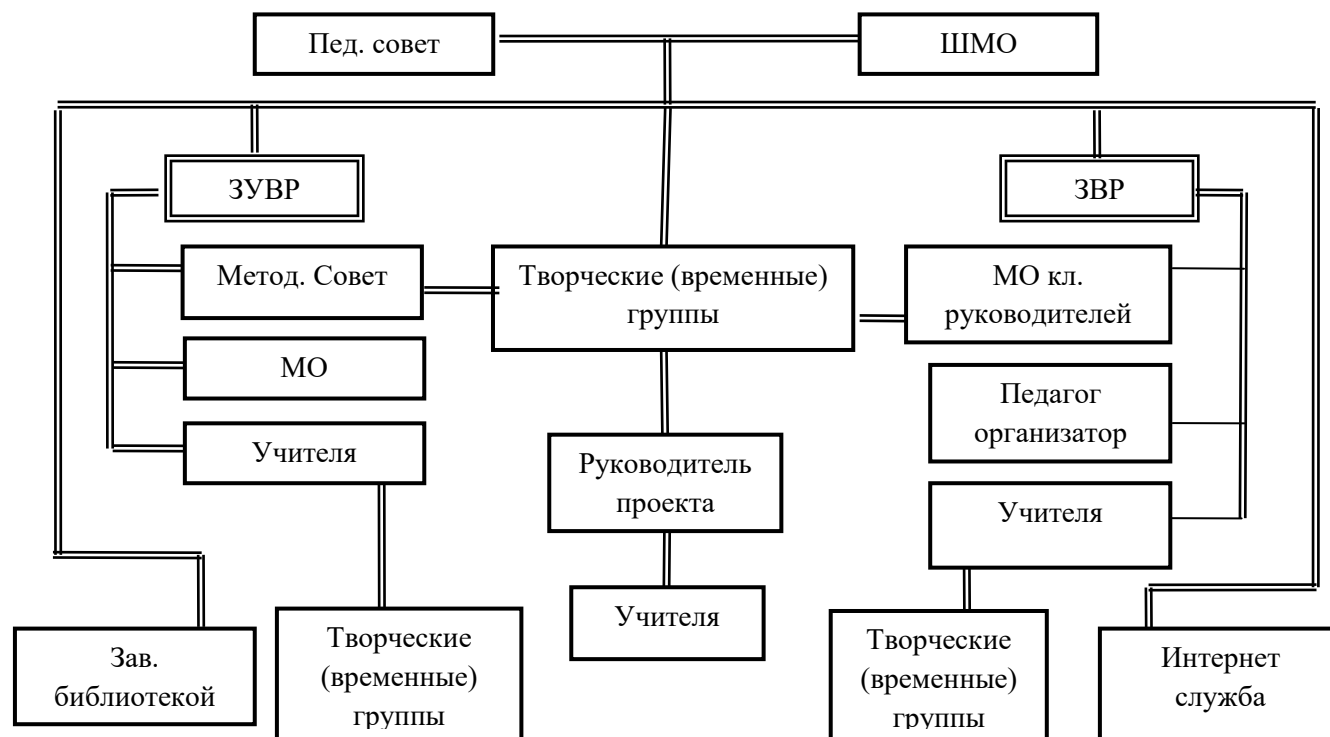 Пед. совет
ШМО
ЗУВР
ЗВР
Метод. Совет
Творческие (временные)
группы
МО кл.
руководителей
МО
Педагог
организатор
Учителя
Руководитель
проекта
Учителя
Учителя
Зав.
библиотекой
Творческие
(временные)
группы
Творческие
(временные)
группы
Интернет
служба